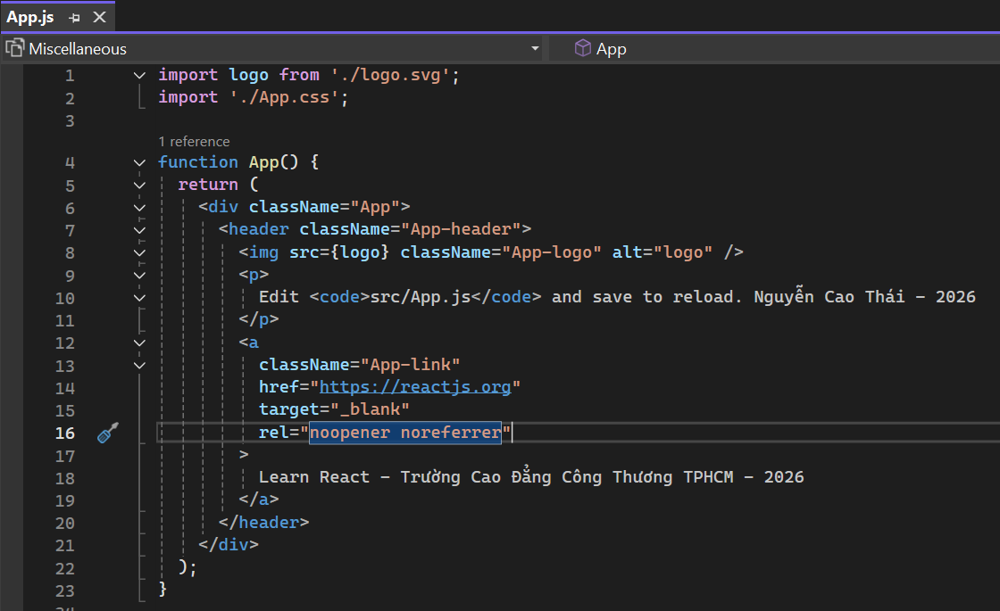 App.js
Miscellaneous App
1 import logo from './logo.svg';
2 import './App.css';
3
1 reference
4 function App() {
5 return (
6 <div className="App">
7 <header className="App-header">
8 <img src={logo} className="App-logo" alt="logo" />
9 <p>
10 Edit <code>src/App.js</code> and save to reload. Nguyễn Cao Thái - 2026
11 </p>
12 <a
13 className="App-link"
14 href="https://reactjs.org"
15 target="_blank"
16 rel="noopener noreferrer"
17 >
18 Learn React - Trường Cao Đẳng Công Thương TPHCM - 2026
19 </a>
20 </header>
21 </div>
22 );
23 }